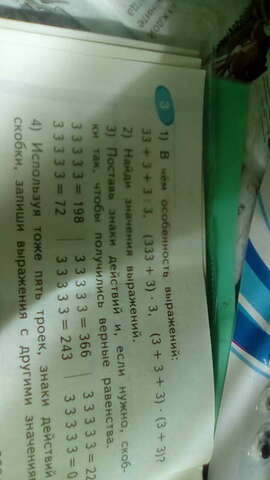 3
1) В чём особенность выражений:
33 + 3 + 3 : 3, (333 + 3) · 3, (3 + 3 + 3) · (3 + 3)?
2) Найди значения выражений.
3) Поставь знаки действий и, если нужно, скоб-
ки так, чтобы получились верные равенства.
3 3 3 3 3 = 198 | 3 3 3 3 3 = 366 | 3 3 3 3 3 = 22
3 3 3 3 3 = 72 | 3 3 3 3 3 = 243 | 3 3 3 3 3 = 0
4) Используя тоже пять троек, знаки действий
скобки, запиши выражения с другими значения